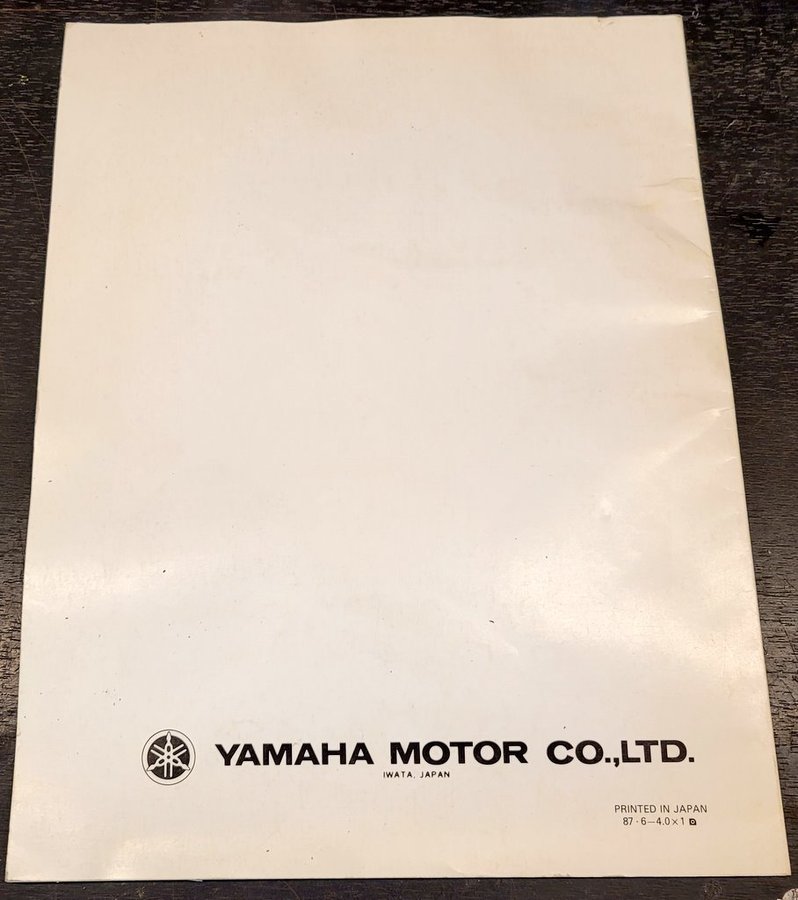 YAMAHA MOTOR CO.,LTD.
IWATA, JAPAN
PRINTED IN JAPAN
87・6—4.0×1